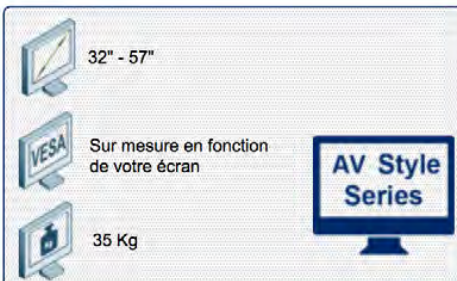 32" - 57"
VESA
Sur mesure en fonction
de votre écran
AV Style
Series
35 Kg